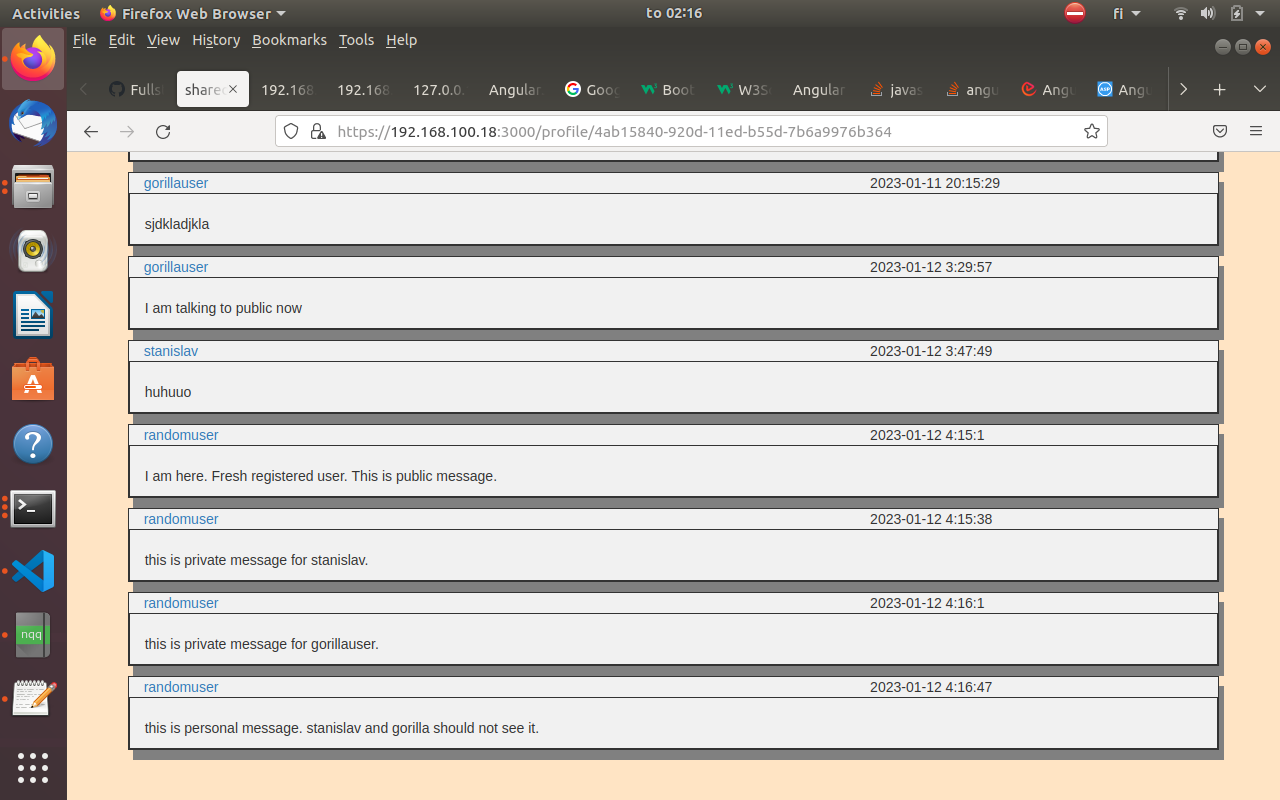 Activities Firefox Web Browser to 02:16 fi
File Edit View History Bookmarks Tools Help
Fulls share 192.168 192.168 127.0.0. Angular Goog Boot W3S Angular javas angu Angu Angu
https://192.168.100.18:3000/profile/4ab15840-920d-11ed-b55d-7b6a9976b364
gorillauser 2023-01-11 20:15:29
sjdkladjkla
gorillauser 2023-01-12 3:29:57
I am talking to public now
stanislav 2023-01-12 3:47:49
huhuuo
randomuser 2023-01-12 4:15:1
I am here. Fresh registered user. This is public message.
randomuser 2023-01-12 4:15:38
this is private message for stanislav.
randomuser 2023-01-12 4:16:1
this is private message for gorillauser.
randomuser 2023-01-12 4:16:47
this is personal message. stanislav and gorilla should not see it.
nqq